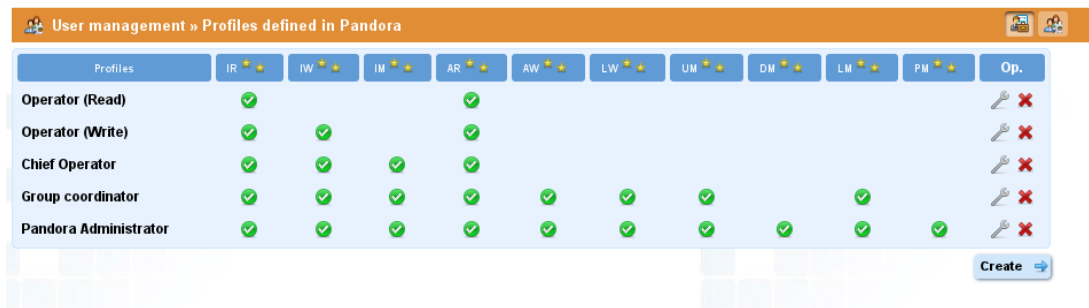 User management » Profiles defined in Pandora
Profiles IR IW IM AR AW LW UM DM LM PM Op.
Operator (Read)
Operator (Write)
Chief Operator
Group coordinator
Pandora Administrator
Create